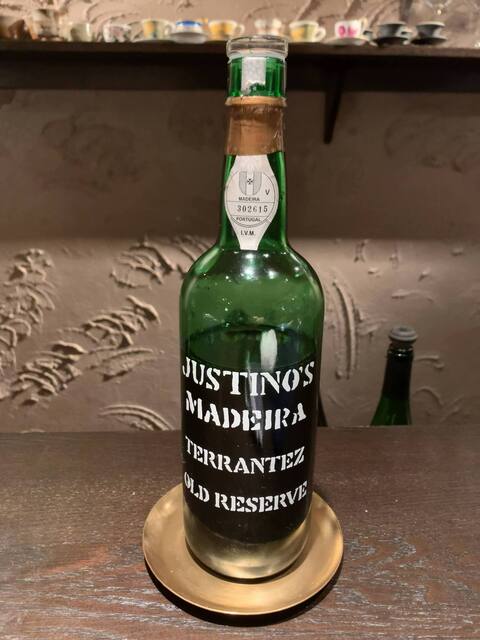 V
MADEIRA
302615
PORTUGAL
I.V.M.
JUSTINO'S
MADEIRA
TERRANTEZ
OLD RESERVE